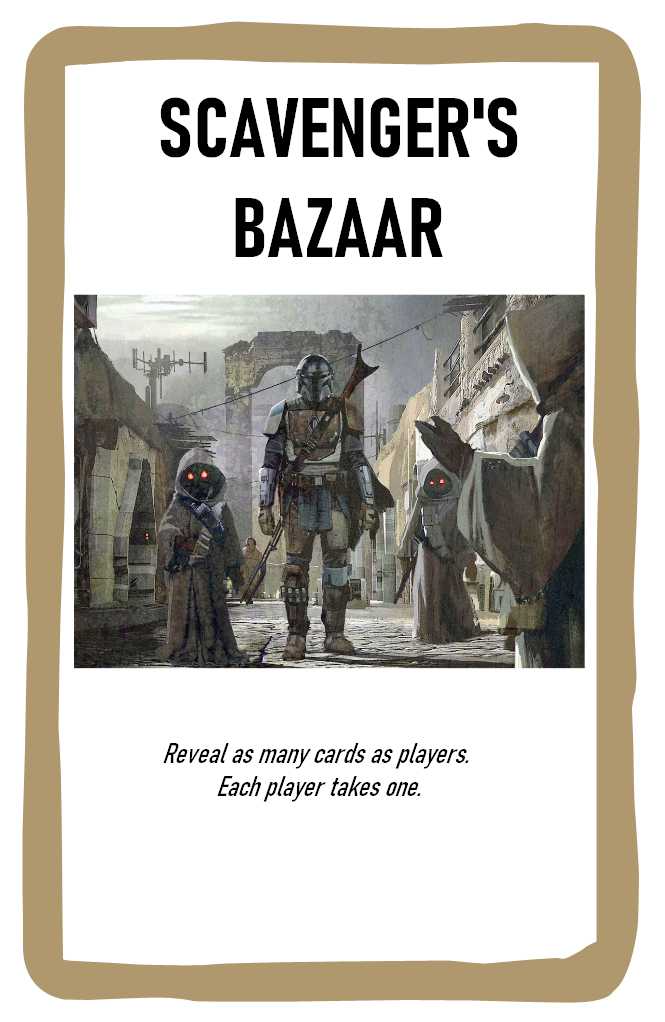 SCAVENGER'S
BAZAAR
Reveal as many cards as players.
Each player takes one.